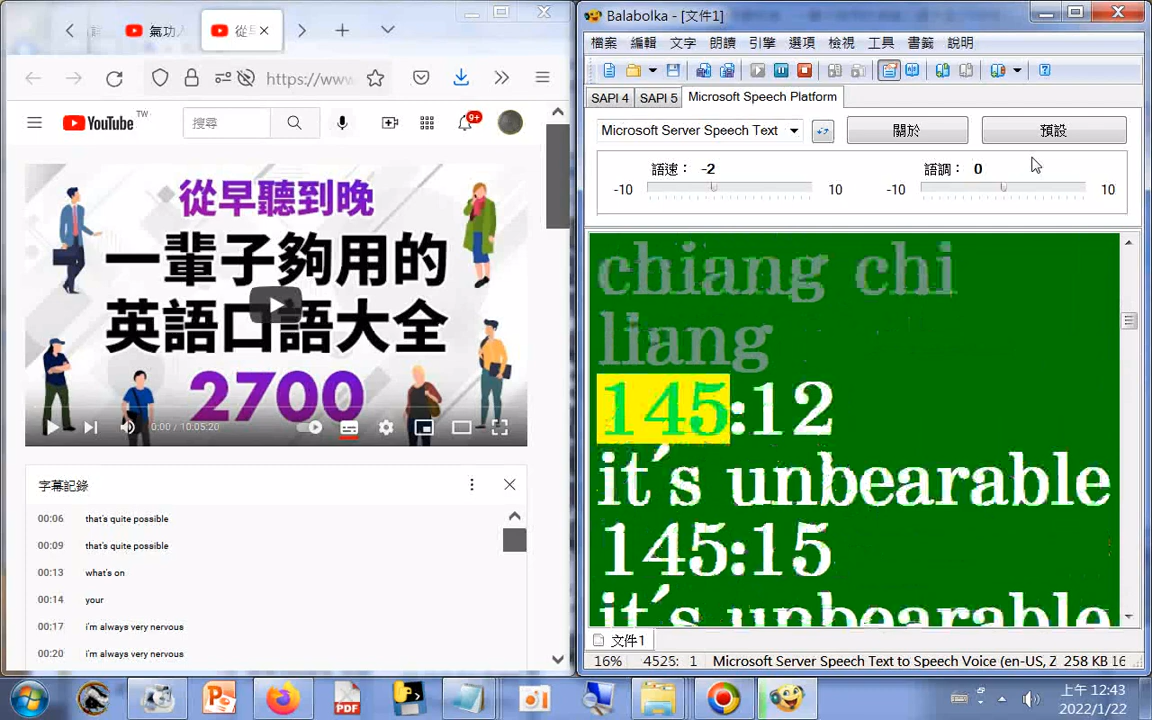 氣功人
從
https://www
YouTube TW
搜尋
9+
從早聽到晚
一輩子夠用的
英語口語大全
2700
0:00 / 10:05:20
字幕記錄
00:06 that's quite possible
00:09 that's quite possible
00:13 what's on
00:14 your
00:17 i'm always very nervous
00:20 i'm always very nervous
Balabolka - [文件1]
檔案 編輯 文字 朗讀 引擎 選項 檢視 工具 書籤 說明
SAPI 4 SAPI 5 Microsoft Speech Platform
Microsoft Server Speech Text 關於 預設
語速： -2 語調： 0
-10 10 -10 10
chiang chi
liang
145:12
it's unbearable
145:15
it's unbearable
文件1
16% 4525: 1 Microsoft Server Speech Text to Speech Voice (en-US, Z 258 KB 16
PDF
上午 12:43
2022/1/22